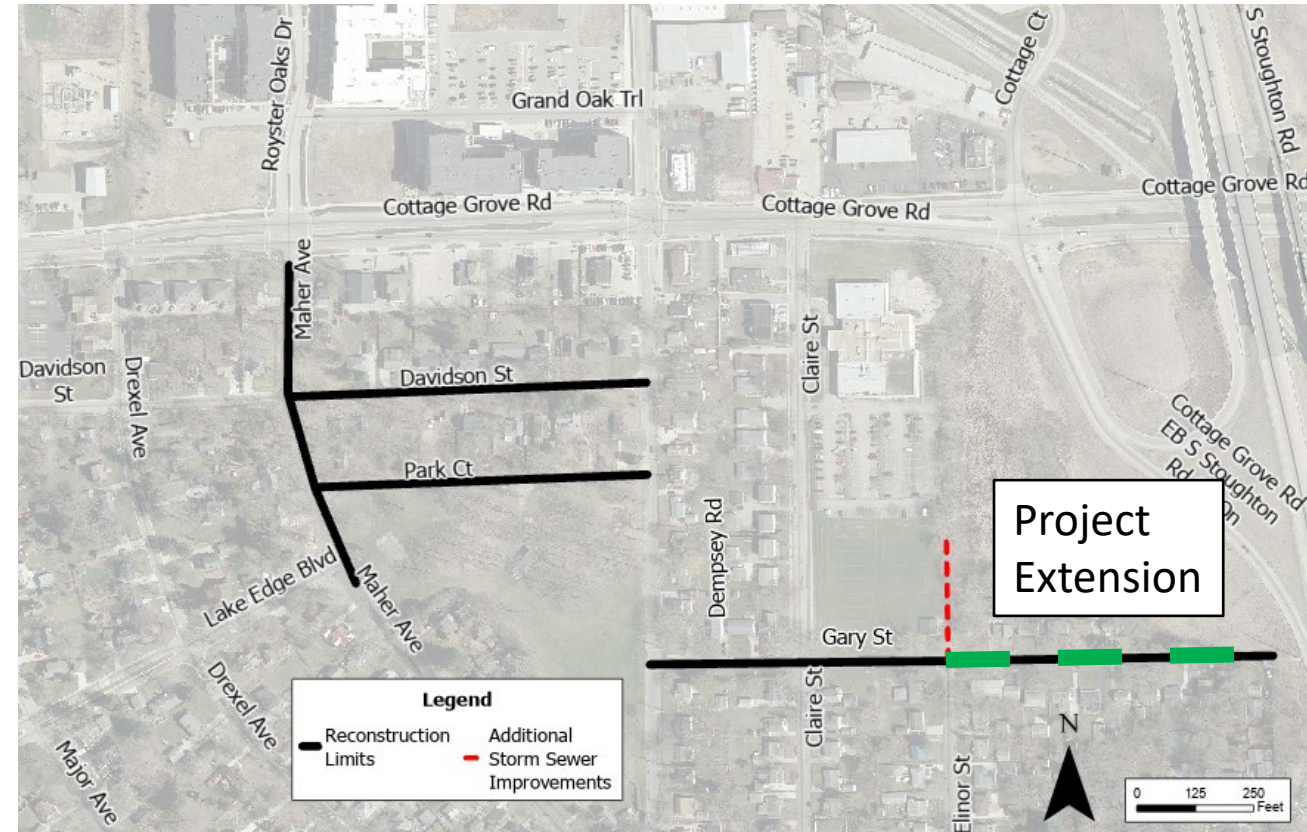 Royster Oaks Dr
Grand Oak Trl
Cottage Ct
S Stoughton Rd
Cottage Grove Rd
Cottage Grove Rd
Cottage Grove Rd
Maher Ave
Davidson
St
Drexel Ave
Davidson St
Claire St
Park Ct
Cottage Grove Rd
EB S Stoughton
Rd
On
Project
Extension
Dempsey Rd
Lake Edge Blvd
Maher Ave
Gary St
Drexel Ave
Claire St
Elinor St
Major Ave
Legend
Reconstruction
Limits
Additional
Storm Sewer
Improvements
N
0 125 250
Feet